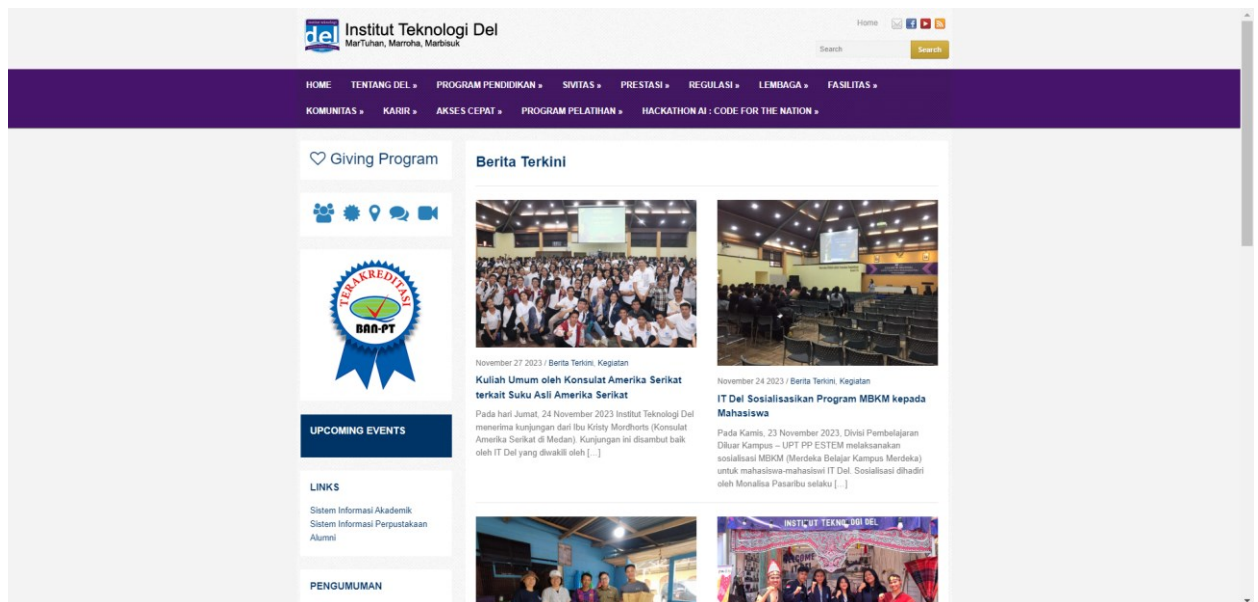 del
Institut Teknologi Del
MarTuhan, Marroha, Marbisuk
Home
Search
Search
HOME TENTANG DEL » PROGRAM PENDIDIKAN » SIVITAS » PRESTASI » REGULASI » LEMBAGA » FASILITAS »
KOMUNITAS » KARIR » AKSES CEPAT » PROGRAM PELATIHAN » HACKATHON AI : CODE FOR THE NATION »
Giving Program
TERAKREDITASI
BAN-PT
UPCOMING EVENTS
LINKS
Sistem Informasi Akademik
Sistem Informasi Perpustakaan
Alumni
PENGUMUMAN
Berita Terkini
November 27 2023 / Berita Terkini, Kegiatan
Kuliah Umum oleh Konsulat Amerika Serikat
terkait Suku Asli Amerika Serikat
Pada hari Jumat, 24 November 2023 Institut Teknologi Del
menerima kunjungan dari Ibu Kristy Mordhorts (Konsulat
Amerika Serikat di Medan). Kunjungan ini disambut baik
oleh IT Del yang diwakili oleh [...]
November 24 2023 / Berita Terkini, Kegiatan
IT Del Sosialisasikan Program MBKM kepada
Mahasiswa
Pada Kamis, 23 November 2023, Divisi Pembelajaran
Diluar Kampus – UPT PP ESTEM melaksanakan
sosialisasi MBKM (Merdeka Belajar Kampus Merdeka)
untuk mahasiswa-mahasiswi IT Del. Sosialisasi dihadiri
oleh Monalisa Pasaribu selaku [...]
INSTITUT TEKNOLOGI DEL
WELCOME